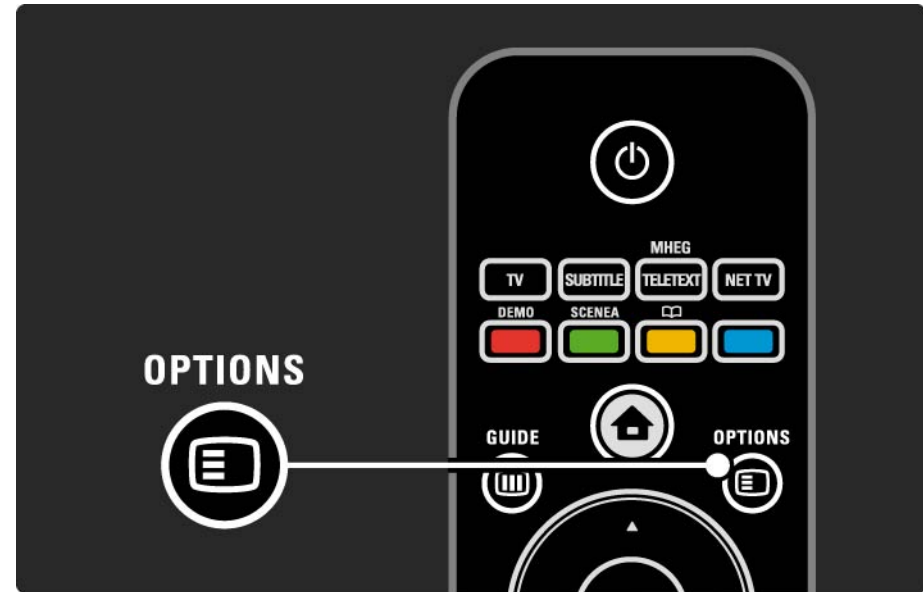 MHEG
TV SUBTITLE TELETEXT NET TV
DEMO SCENEA
OPTIONS
GUIDE OPTIONS